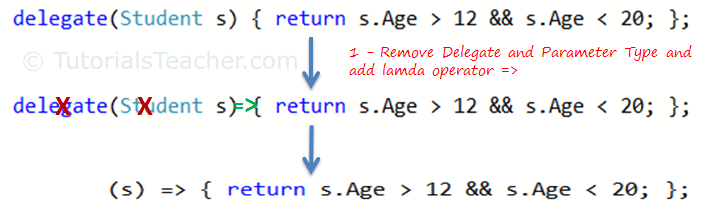 delegate(Student s) { return s.Age > 12 && s.Age < 20; };
© TutorialsTeacher.com
1 - Remove Delegate and Parameter Type and
add lamda operator =>
delegate(Student s)=>{ return s.Age > 12 && s.Age < 20; };
(s) => { return s.Age > 12 && s.Age < 20; };